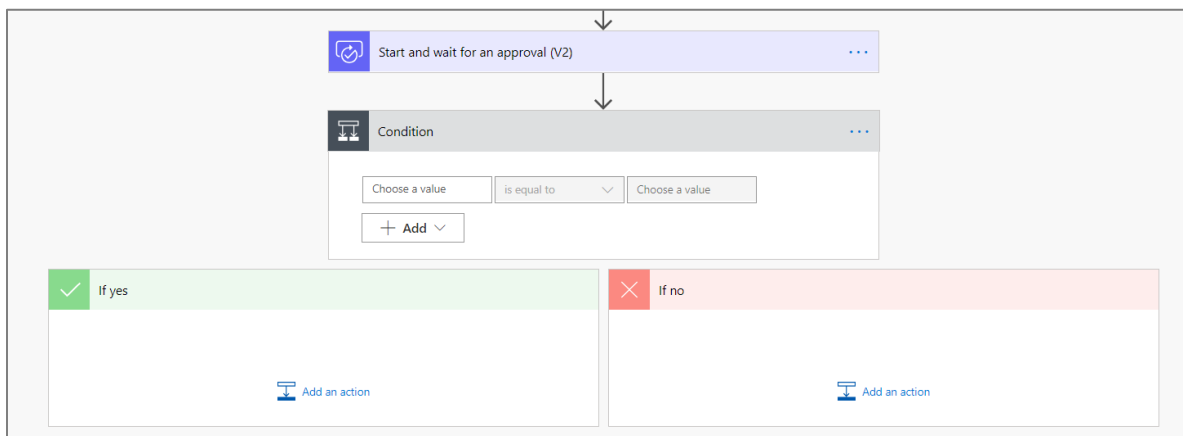 Start and wait for an approval (V2)
Condition
Choose a value is equal to Choose a value
Add
If yes If no
Add an action Add an action